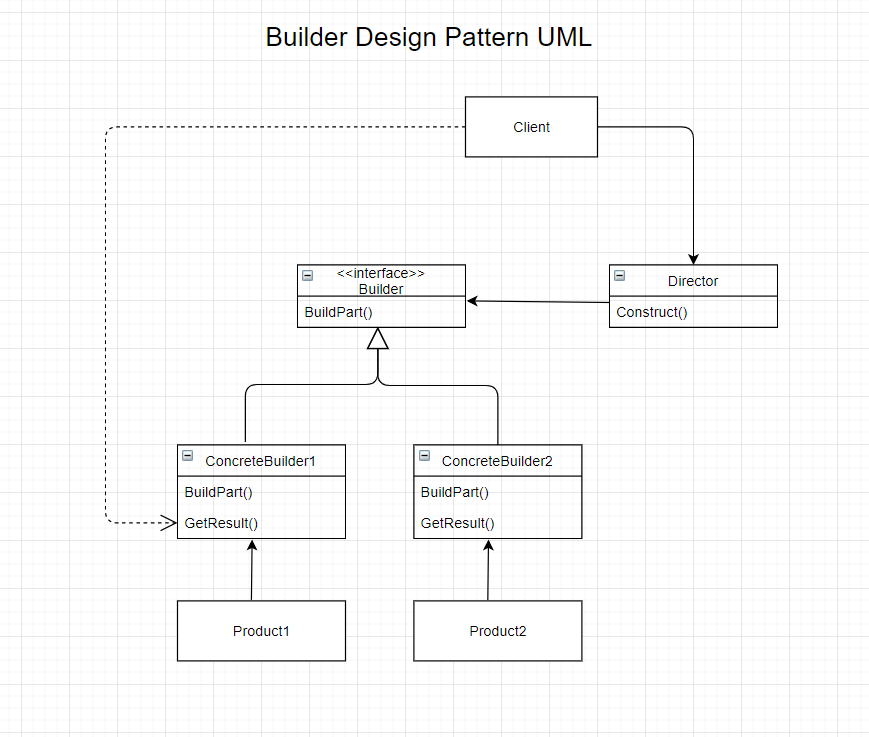 Builder Design Pattern UML
Client
<<interface>>
Builder
BuildPart()
Director
Construct()
ConcreteBuilder1
BuildPart()
GetResult()
ConcreteBuilder2
BuildPart()
GetResult()
Product1
Product2